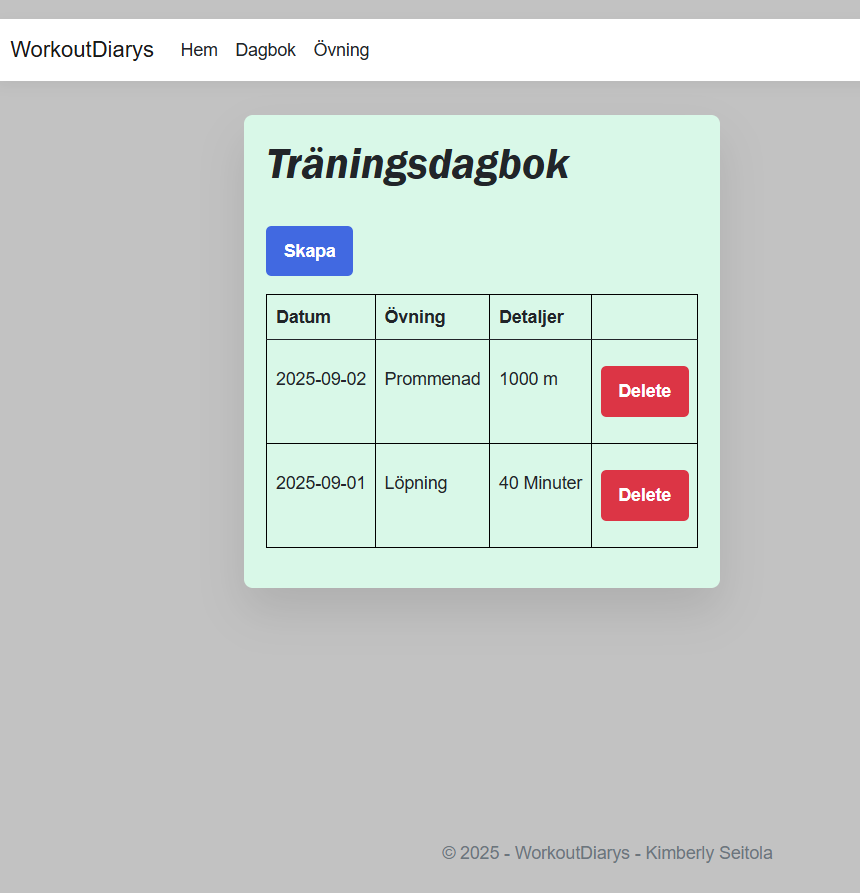 WorkoutDiarys Hem Dagbok Övning
Träningsdagbok
Skapa
Datum Övning Detaljer
2025-09-02 Prommenad 1000 m Delete
2025-09-01 Löpning 40 Minuter Delete
© 2025 - WorkoutDiarys - Kimberly Seitola